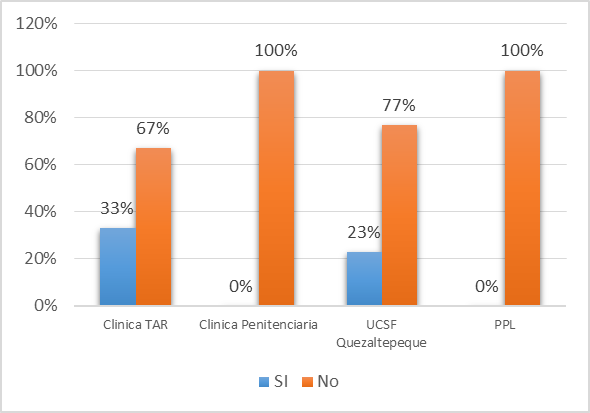 120%
100%
80%
60%
40%
20%
0%
33%
67%
0%
100%
23%
77%
0%
100%
Clinica TAR
Clinica Penitenciaria
UCSF
Quezaltepeque
PPL
SI
No